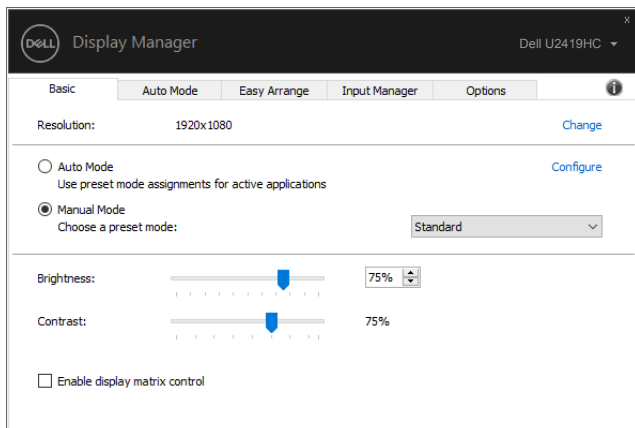 x
DELL Display Manager Dell U2419HC
Basic Auto Mode Easy Arrange Input Manager Options i
Resolution: 1920x1080 Change
Auto Mode Configure
Use preset mode assignments for active applications
Manual Mode
Choose a preset mode: Standard
Brightness: 75%
Contrast: 75%
Enable display matrix control